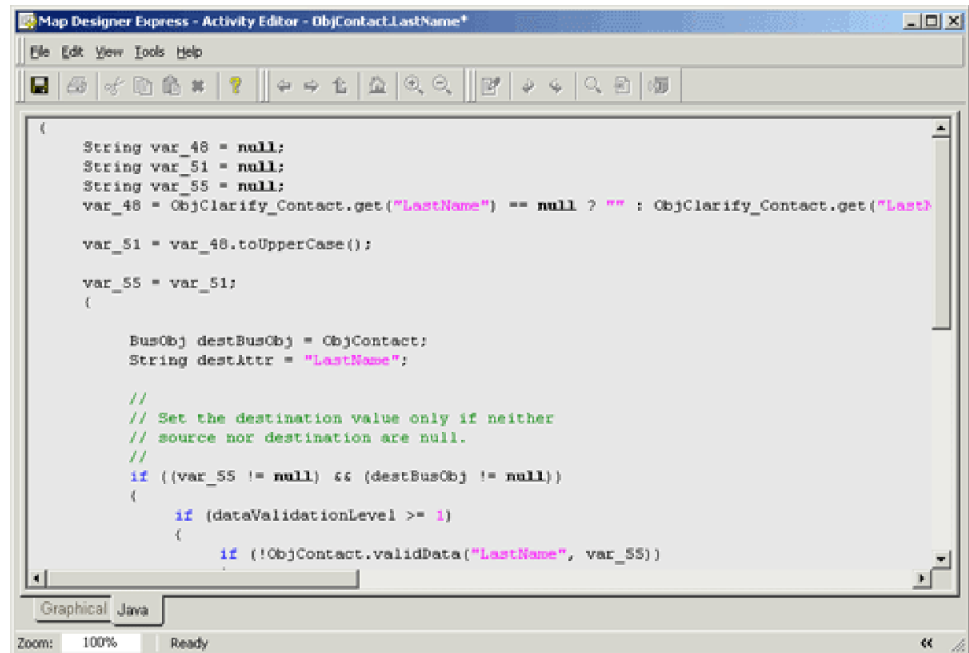 Map Designer Express - Activity Editor - ObjContact.LastName*
File Edit View Tools Help
{
String var_48 = null;
String var_51 = null;
String var_55 = null;
var_48 = ObjClarify_Contact.get("LastName") == null ? "" : ObjClarify_Contact.get("LastN
var_51 = var_48.toUpperCase();
var_55 = var_51;
{
BusObj destBusObj = ObjContact;
String destAttr = "LastName";
//
// Set the destination value only if neither
// source nor destination are null.
//
if ((var_55 != null) && (destBusObj != null))
{
if (dataValidationLevel >= 1)
{
if (!ObjContact.validData("LastName", var_55))
Graphical Java
Zoom: 100% Ready